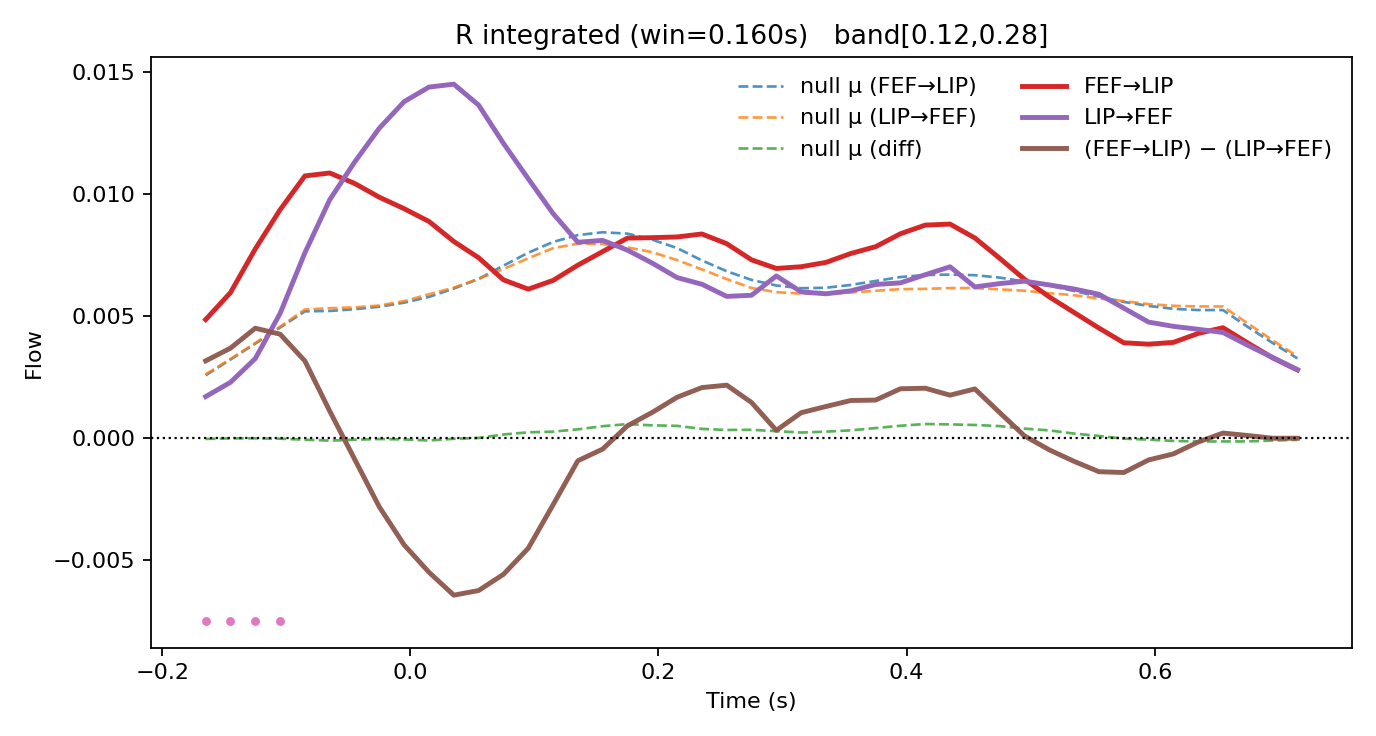 R integrated (win=0.160s) band[0.12,0.28]
null μ (FEF→LIP)
null μ (LIP→FEF)
null μ (diff)
FEF→LIP
LIP→FEF
(FEF→LIP) − (LIP→FEF)
Flow
0.015
0.010
0.005
0.000
−0.005
−0.2
0.0
0.2
0.4
0.6
Time (s)